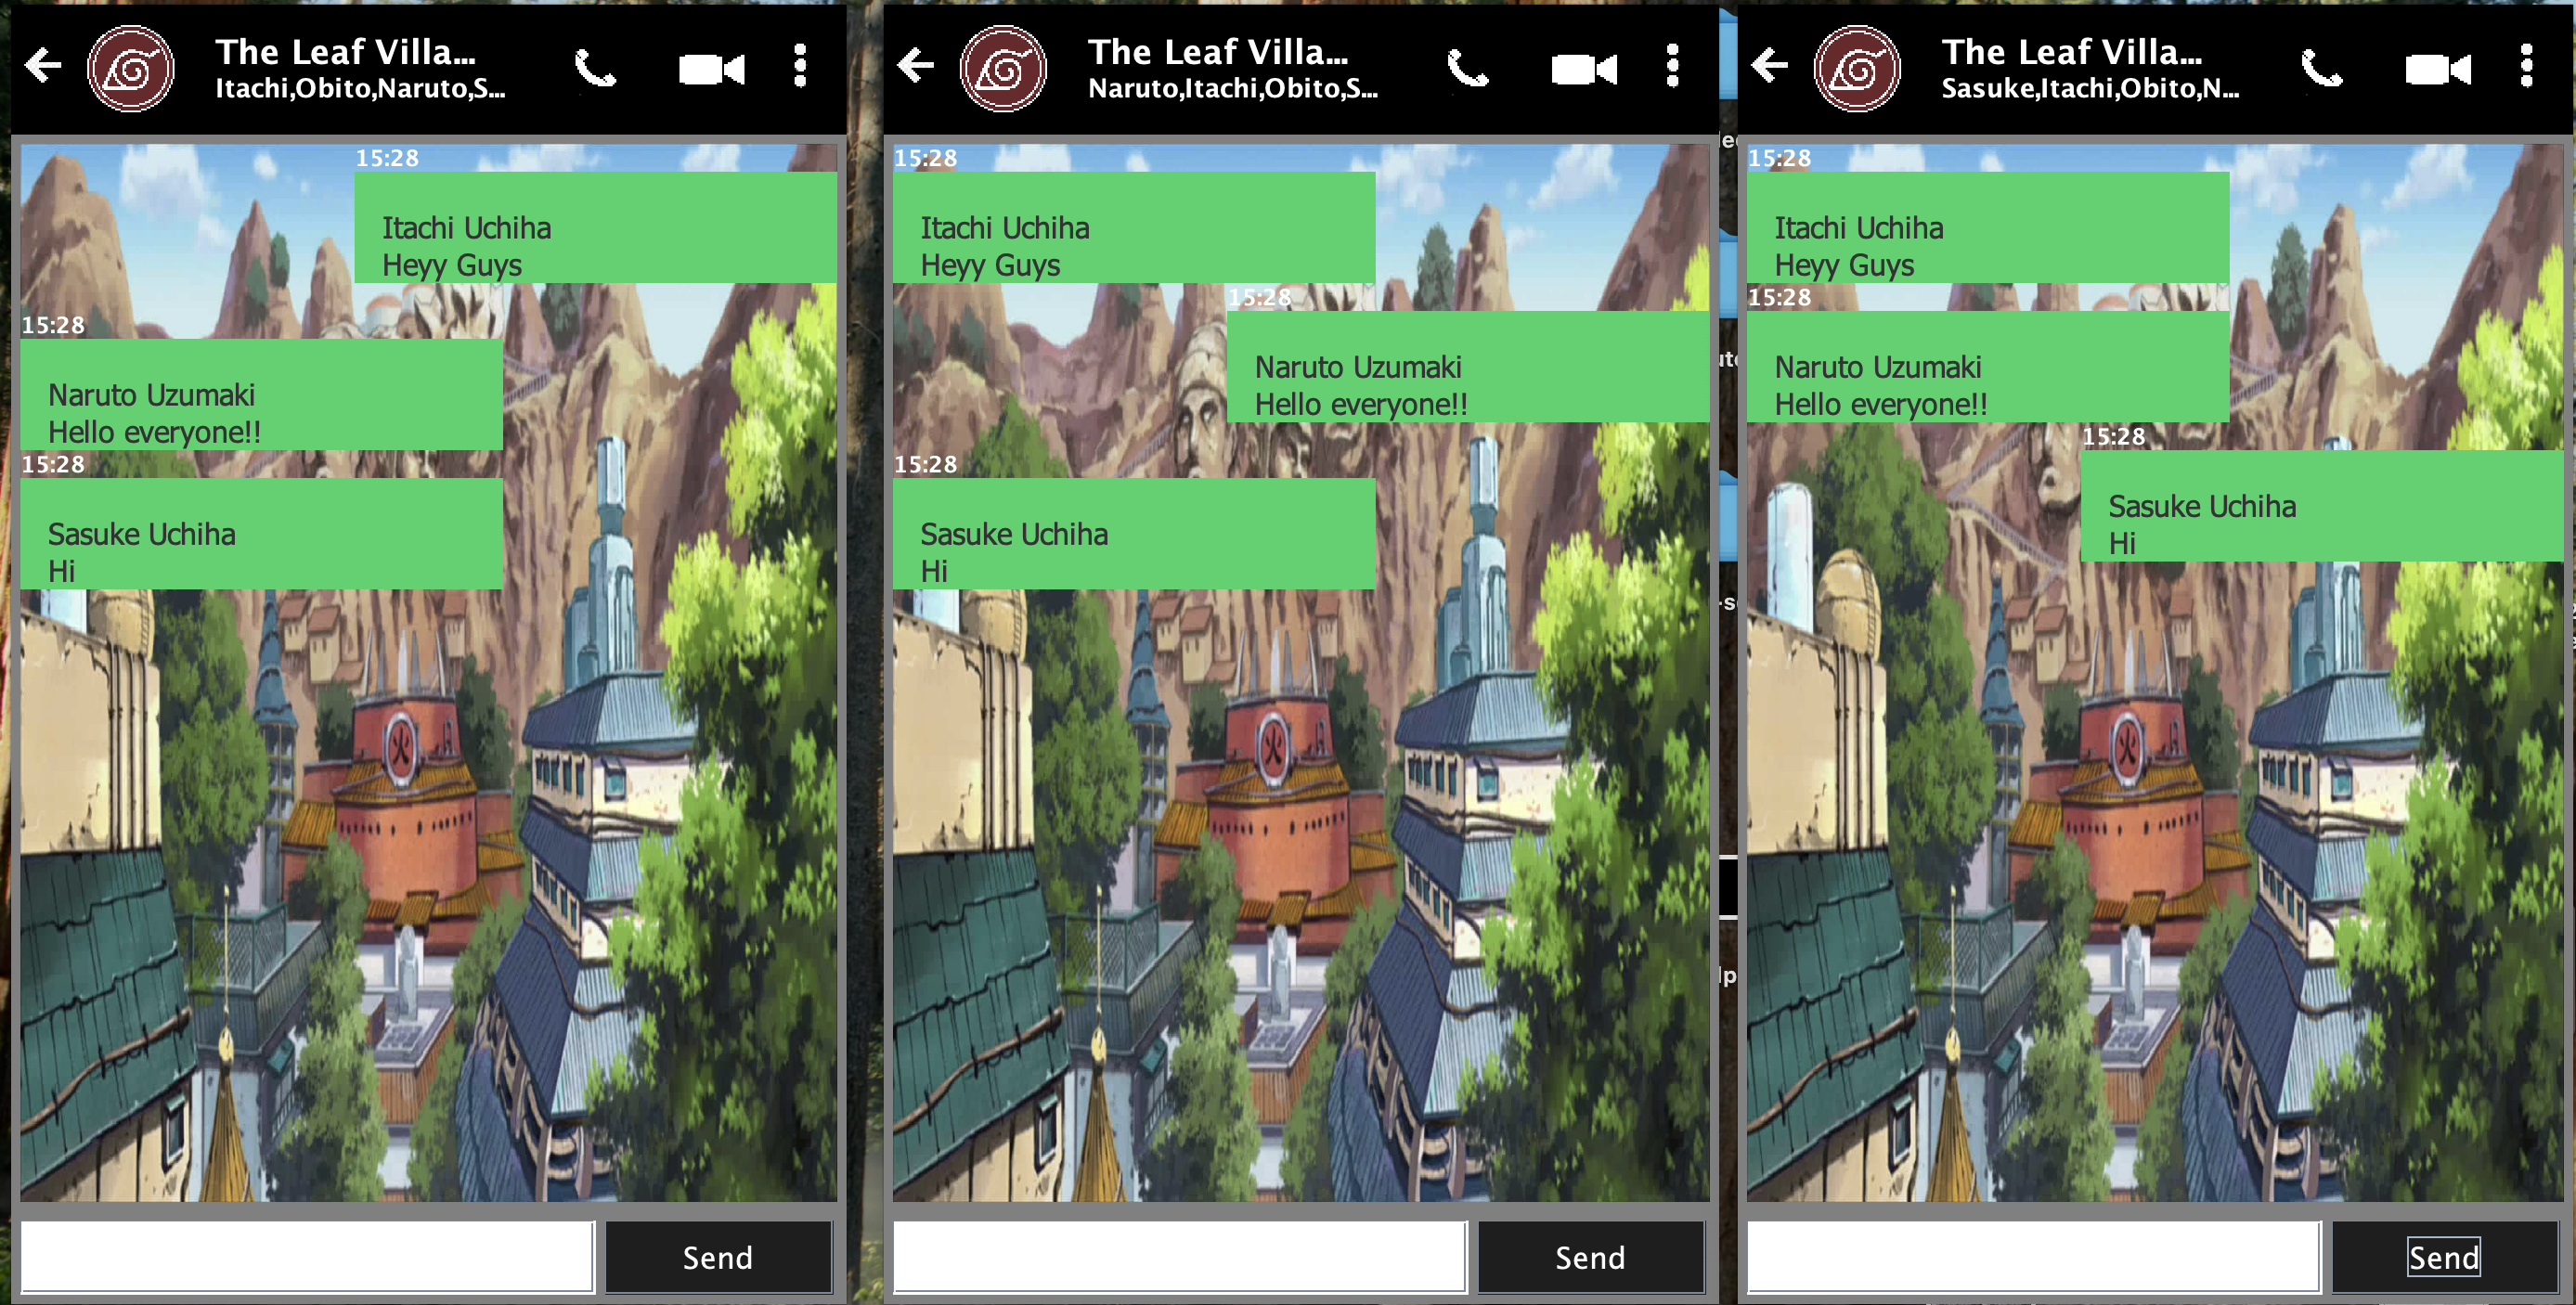 The Leaf Villa...
Itachi,Obito,Naruto,S...
15:28
Itachi Uchiha
Heyy Guys
15:28
Naruto Uzumaki
Hello everyone!!
15:28
Sasuke Uchiha
Hi
火
Send
The Leaf Villa...
Naruto,Itachi,Obito,S...
15:28
Itachi Uchiha
Heyy Guys
15:28
Naruto Uzumaki
Hello everyone!!
15:28
Sasuke Uchiha
Hi
火
Send
The Leaf Villa...
Sasuke,Itachi,Obito,N...
15:28
Itachi Uchiha
Heyy Guys
15:28
Naruto Uzumaki
Hello everyone!!
15:28
Sasuke Uchiha
Hi
火
Send